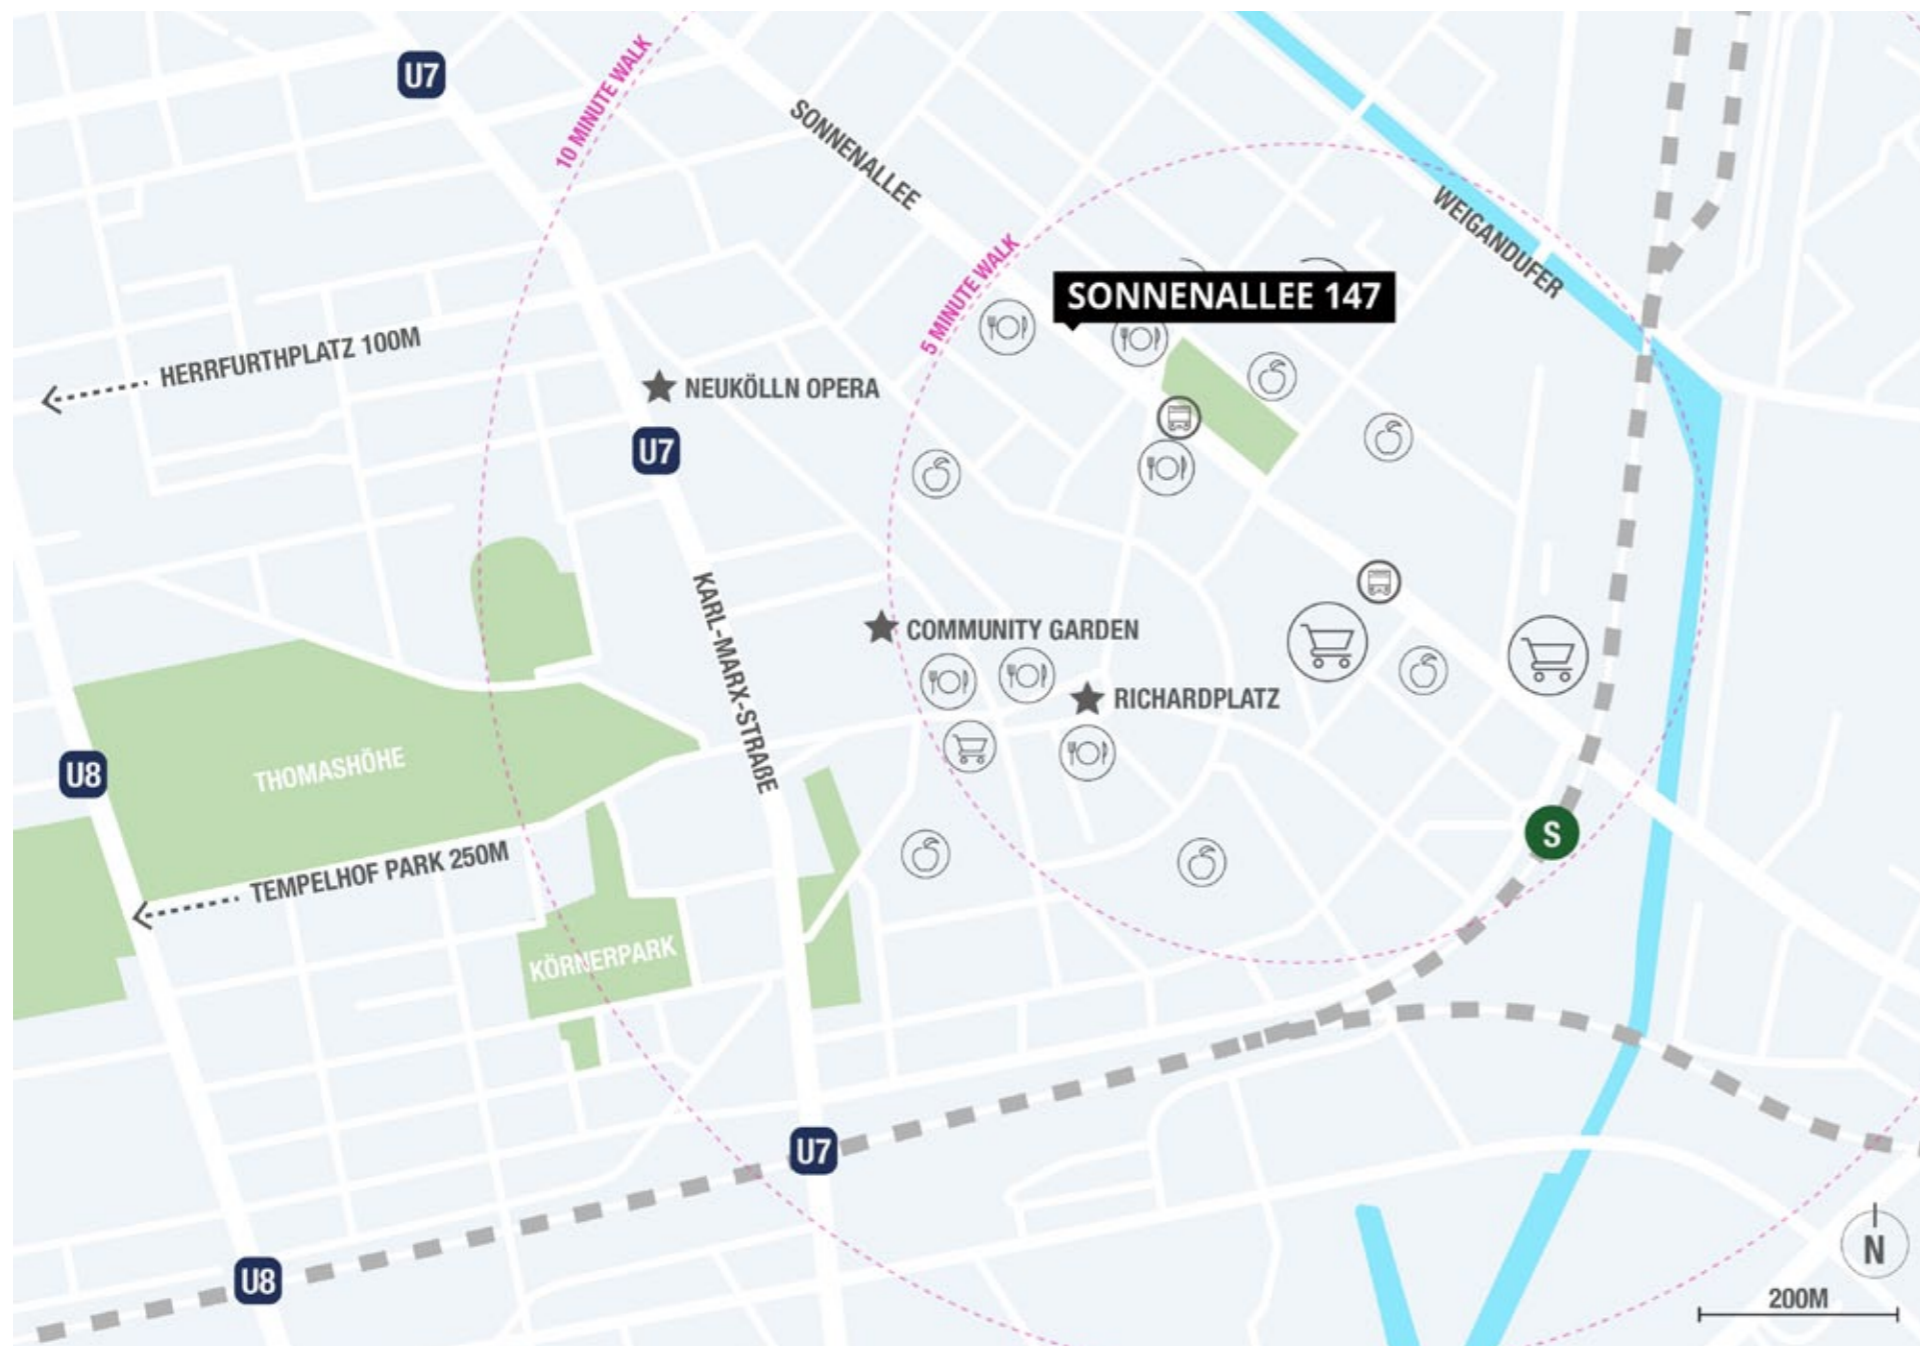 U7
10 MINUTE WALK
SONNENALLEE
WEIGANDUFER
5 MINUTE WALK
SONNENALLEE 147
HERRFURTHPLATZ 100M
NEUKÖLLN OPERA
U7
KARL-MARX-STRAßE
COMMUNITY GARDEN
RICHARDPLATZ
U8
THOMASHÖHE
S
TEMPELHOF PARK 250M
KÖRNERPARK
U7
U8
N
200M